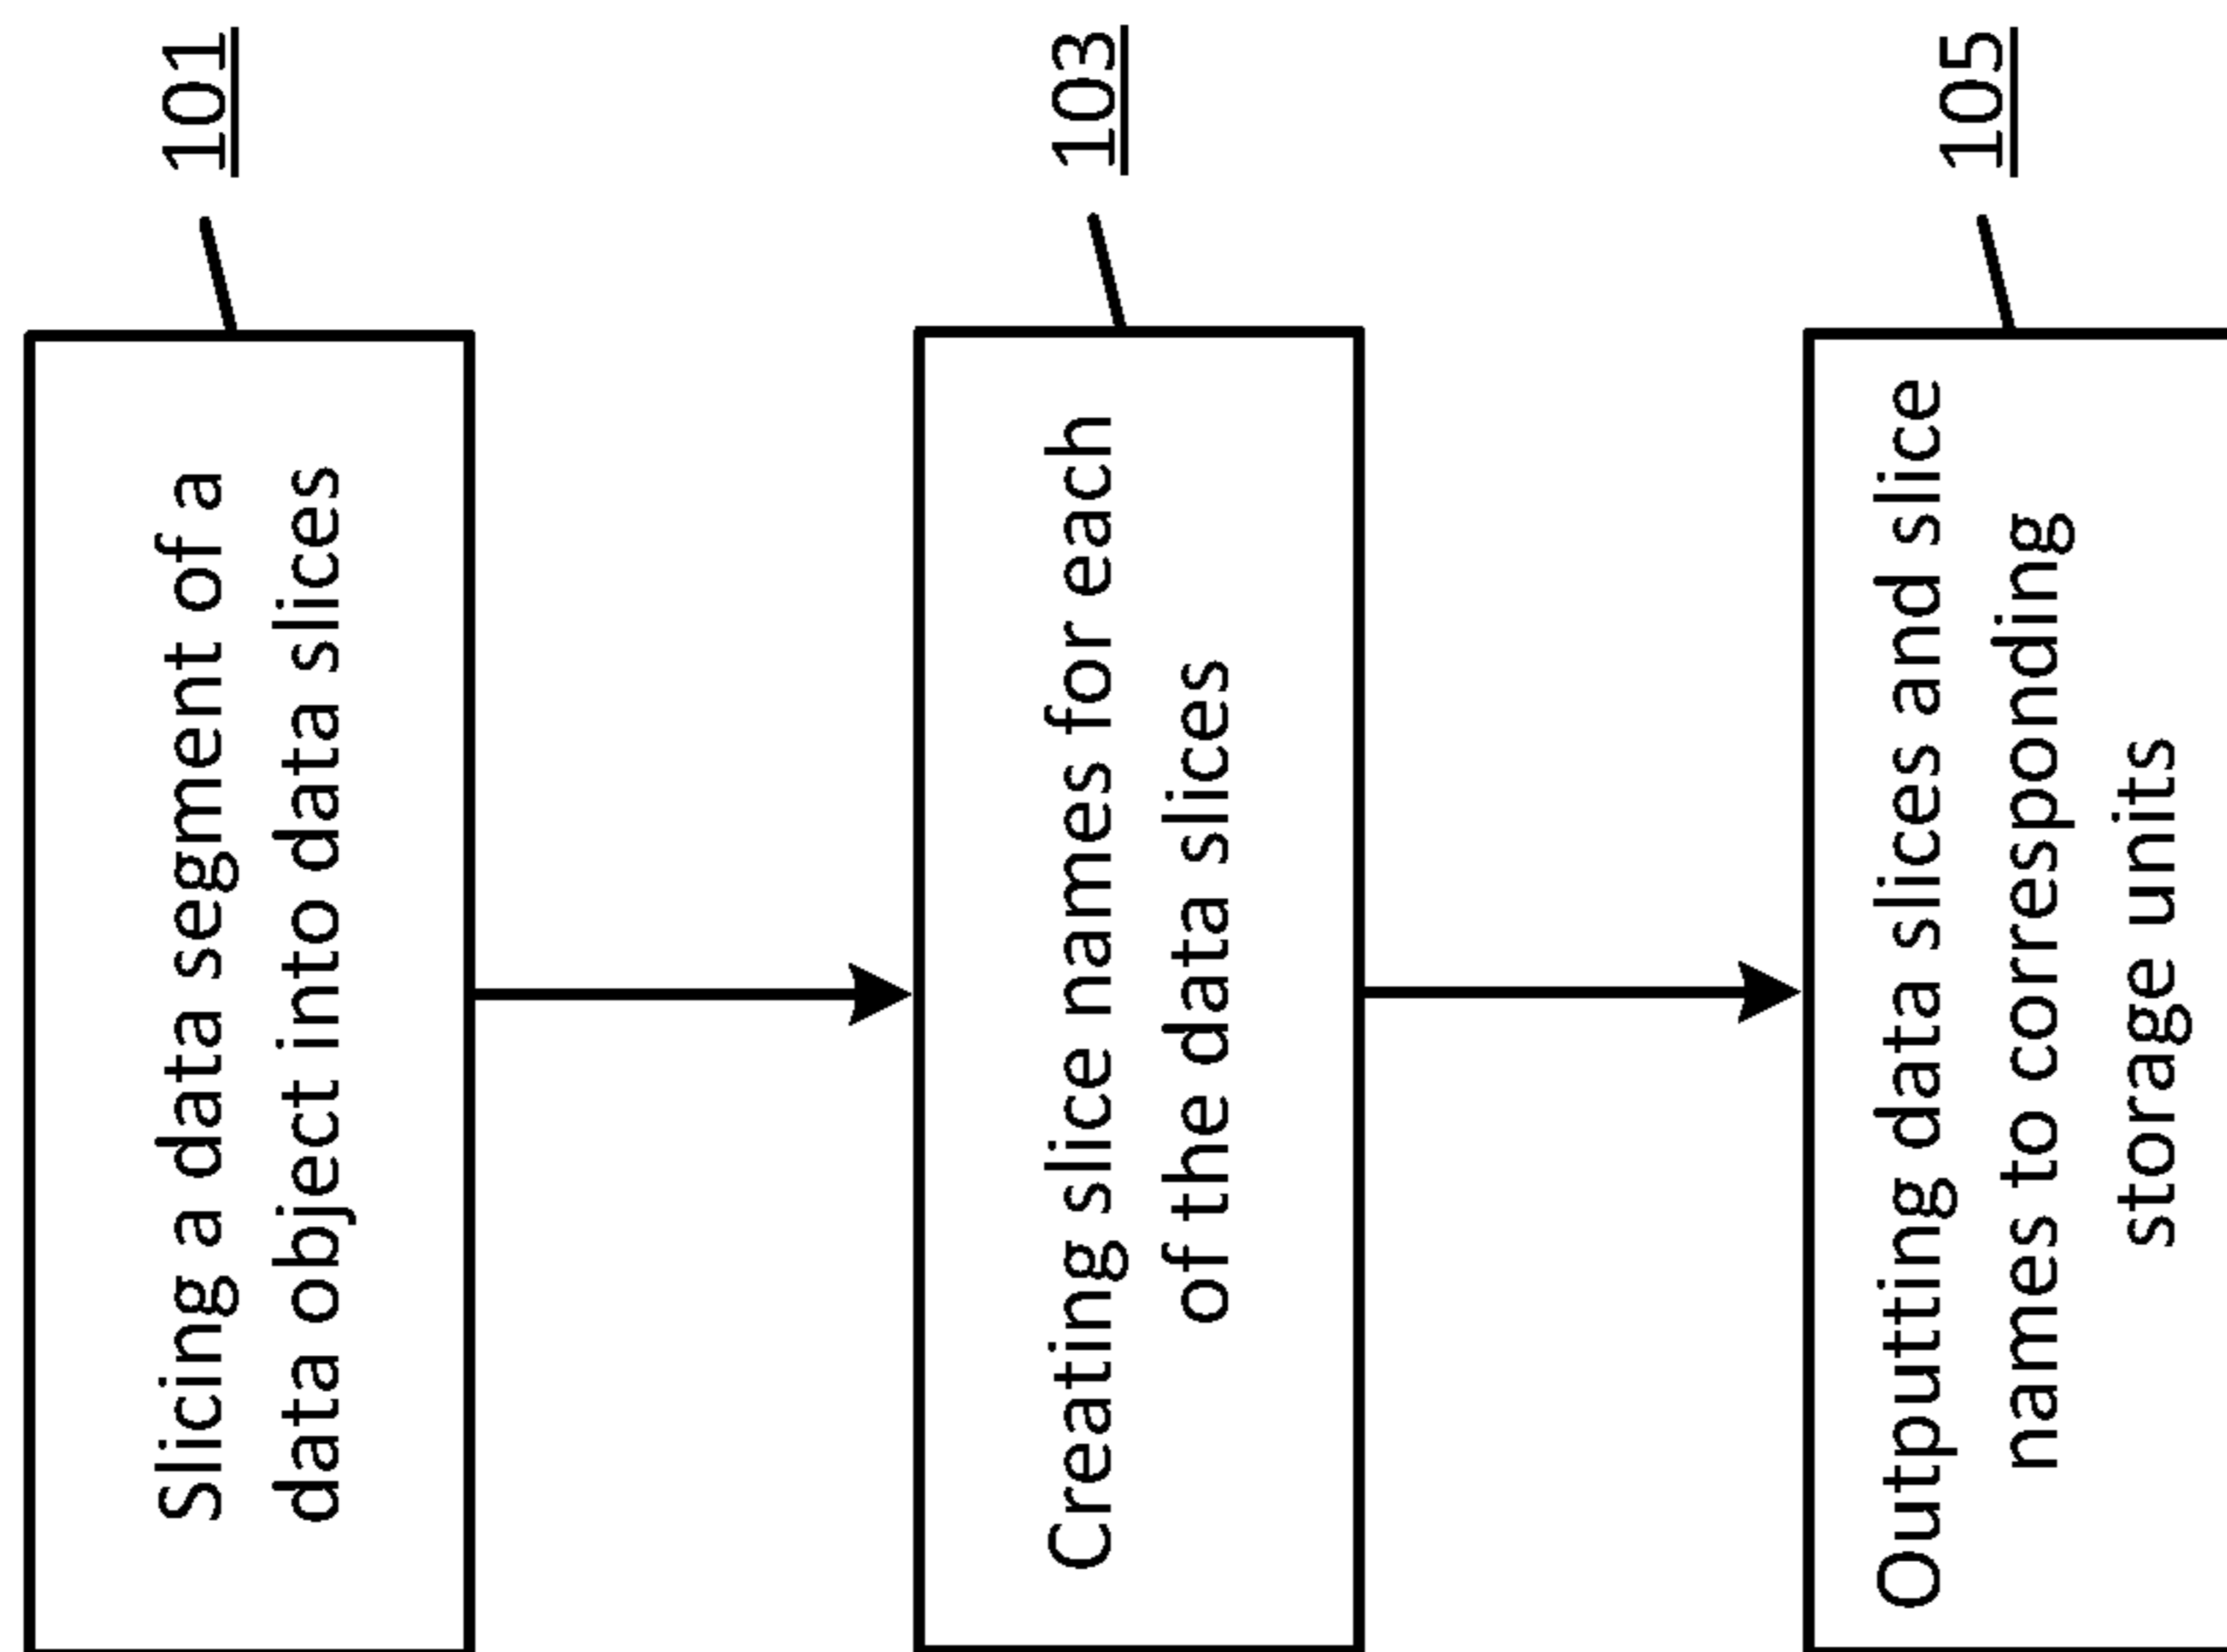 Slicing a data segment of a
data object into data slices
101
Creating slice names for each
of the data slices
103
Outputting data slices and slice
names to corresponding
storage units
105